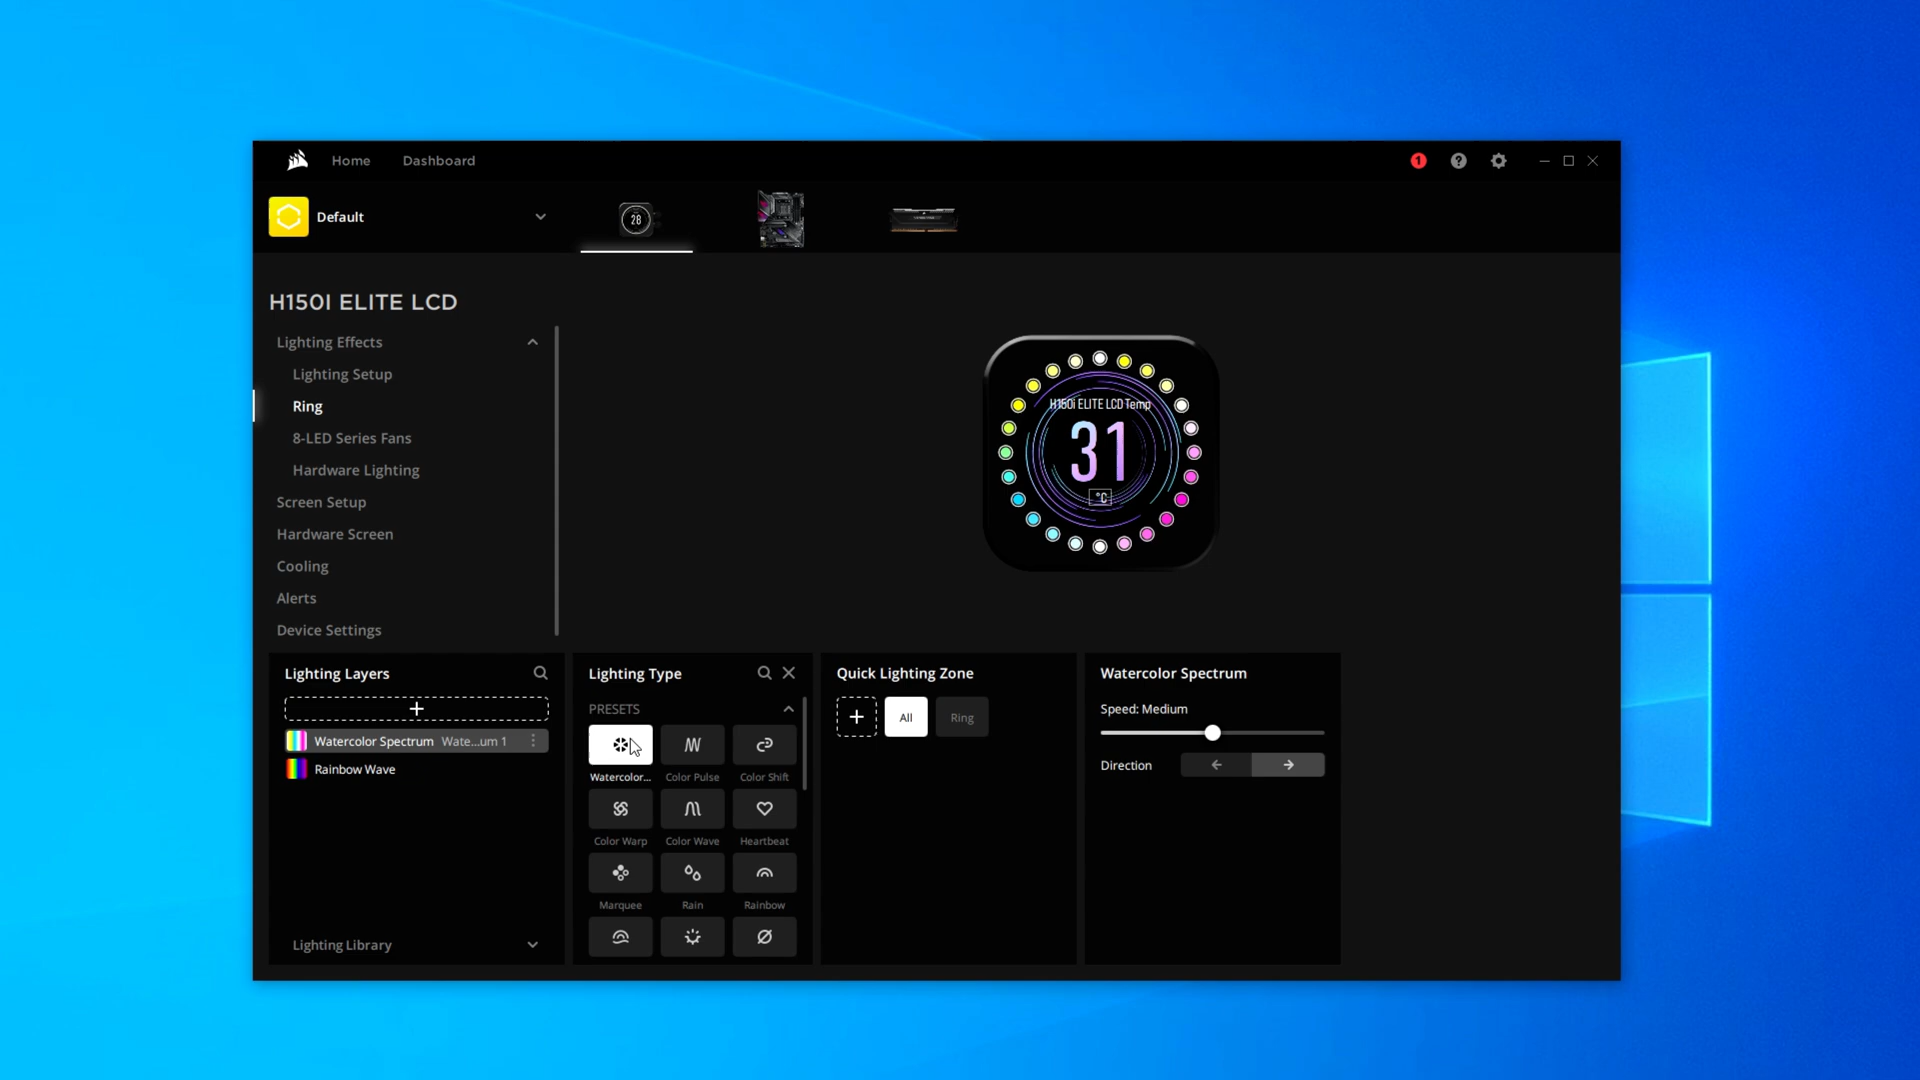 Home
Dashboard
1
Default
28
H150I ELITE LCD
Lighting Effects
Lighting Setup
Ring
8-LED Series Fans
Hardware Lighting
Screen Setup
Hardware Screen
Cooling
Alerts
Device Settings
H150i ELITE LCD Temp
31
°C
Lighting Layers
Watercolor Spectrum Wate...um 1
Rainbow Wave
Lighting Library
Lighting Type
PRESETS
Watercolor... Color Pulse Color Shift
Color Warp Color Wave Heartbeat
Marquee Rain Rainbow
Quick Lighting Zone
All Ring
Watercolor Spectrum
Speed: Medium
Direction